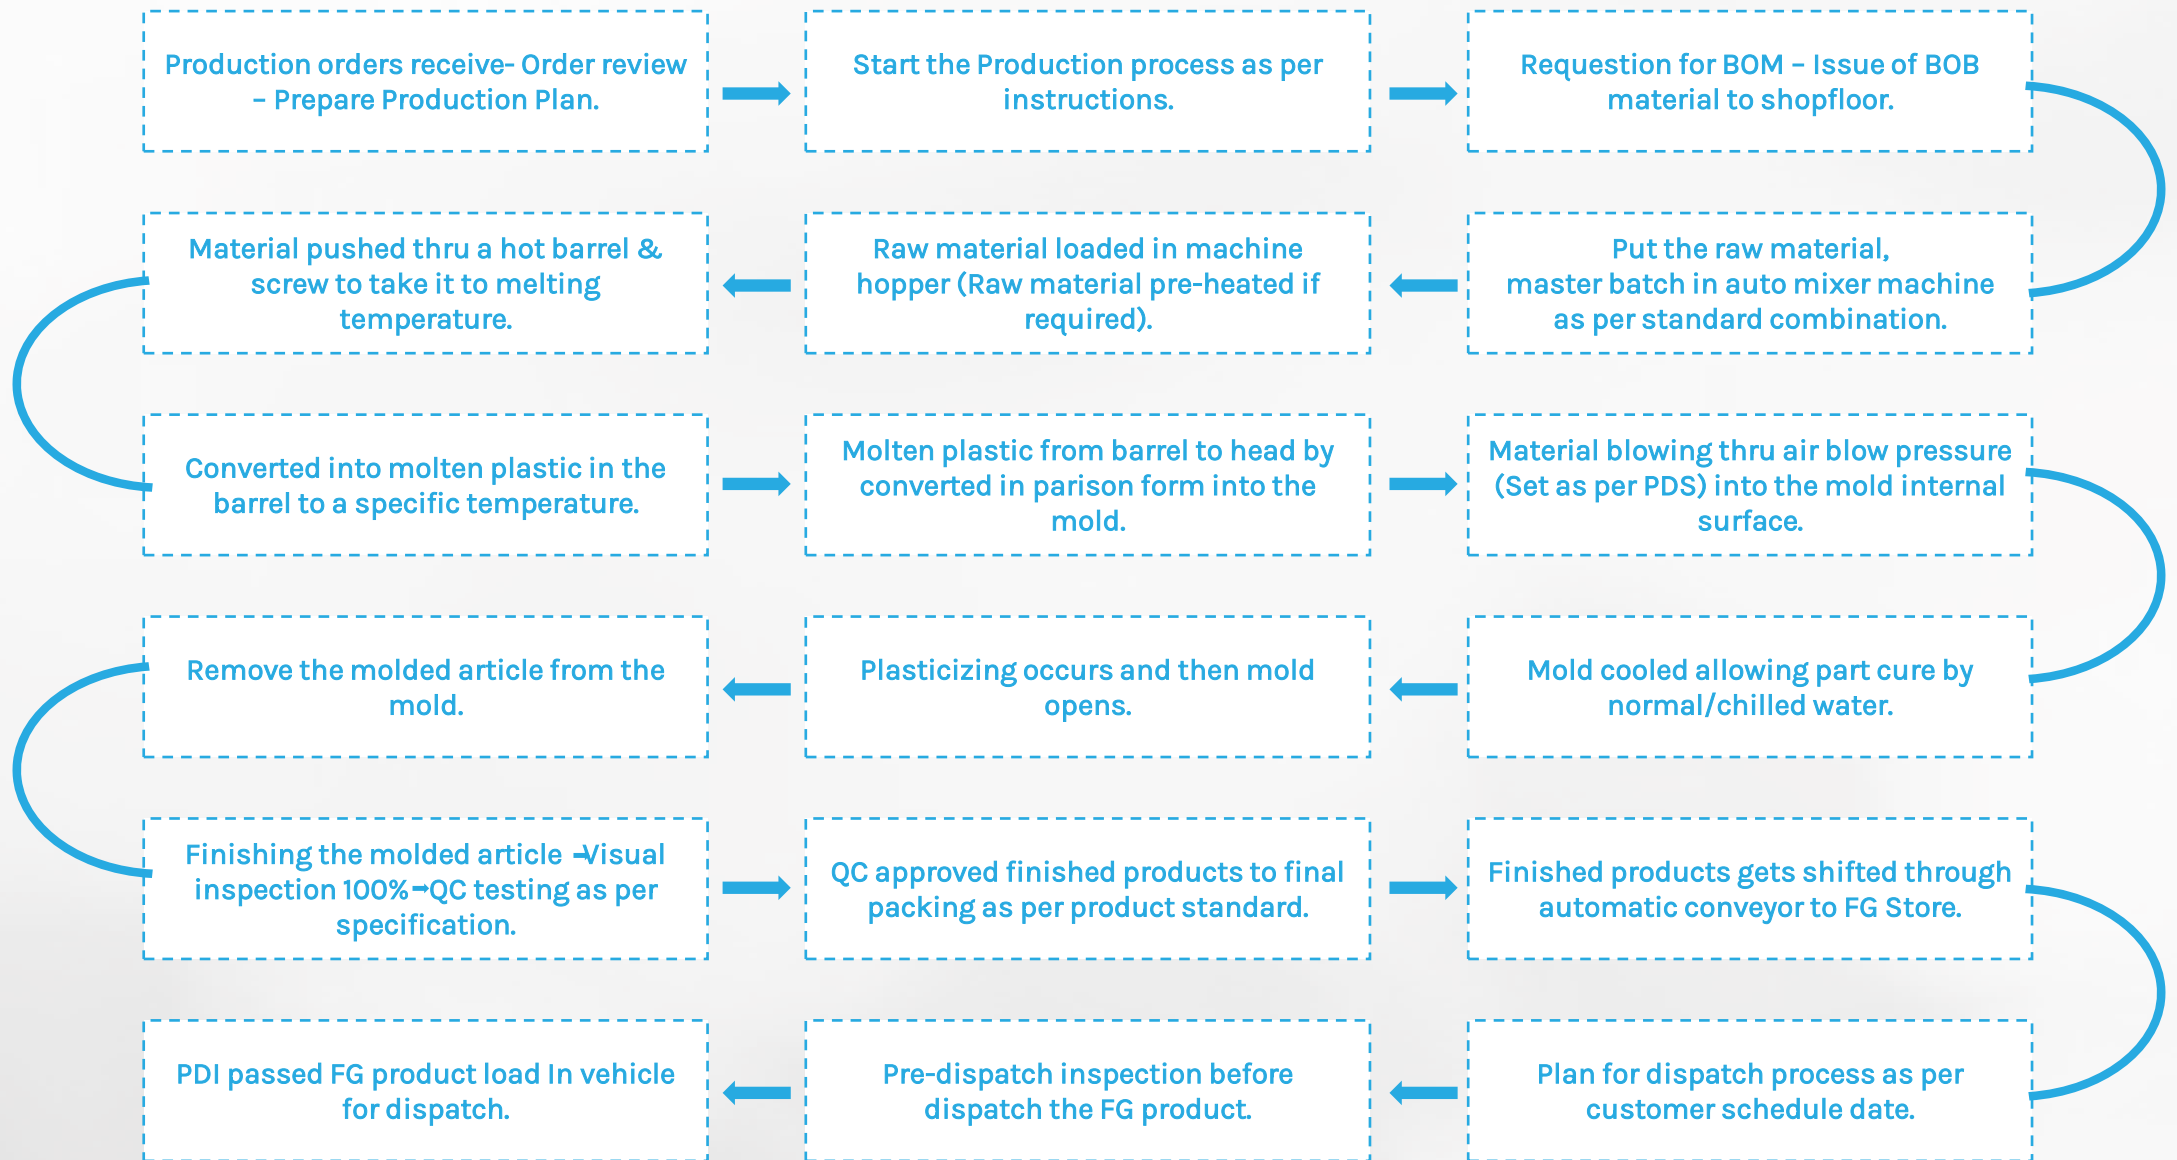 Production orders receive- Order review
– Prepare Production Plan.
Start the Production process as per
instructions.
Requestion for BOM – Issue of BOB
material to shopfloor.
Put the raw material,
master batch in auto mixer machine
as per standard combination.
Raw material loaded in machine
hopper (Raw material pre-heated if
required).
Material pushed thru a hot barrel &
screw to take it to melting
temperature.
Converted into molten plastic in the
barrel to a specific temperature.
Molten plastic from barrel to head by
converted in parison form into the
mold.
Material blowing thru air blow pressure
(Set as per PDS) into the mold internal
surface.
Mold cooled allowing part cure by
normal/chilled water.
Plasticizing occurs and then mold
opens.
Remove the molded article from the
mold.
Finishing the molded article →Visual
inspection 100%→QC testing as per
specification.
QC approved finished products to final
packing as per product standard.
Finished products gets shifted through
automatic conveyor to FG Store.
Plan for dispatch process as per
customer schedule date.
Pre-dispatch inspection before
dispatch the FG product.
PDI passed FG product load In vehicle
for dispatch.